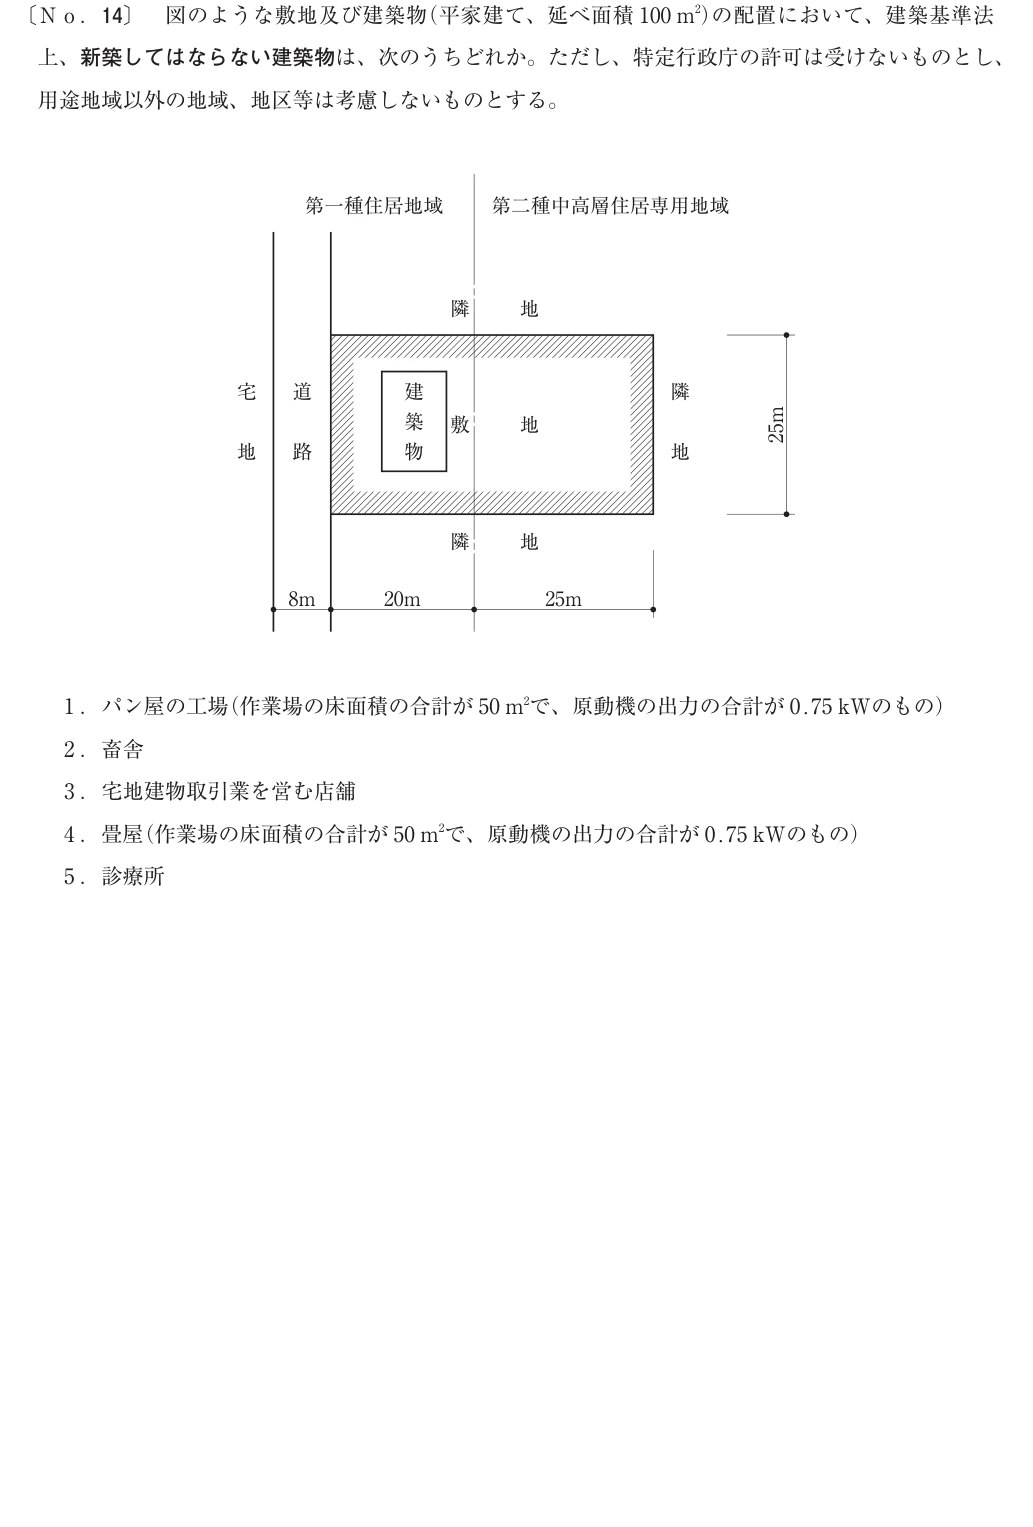 〔Ｎｏ．14〕　図のような敷地及び建築物(平家建て、延べ面積 100 m²)の配置において、建築基準法
上、新築してはならない建築物は、次のうちどれか。ただし、特定行政庁の許可は受けないものとし、
用途地域以外の地域、地区等は考慮しないものとする。
第一種住居地域　第二種中高層住居専用地域
隣　地
宅地
道路
建築物
敷　地
隣地
25m
隣　地
8m　20m　25m
1．パン屋の工場(作業場の床面積の合計が 50 m²で、原動機の出力の合計が 0.75 kWのもの)
2．畜舎
3．宅地建物取引業を営む店舗
4．畳屋(作業場の床面積の合計が 50 m²で、原動機の出力の合計が 0.75 kWのもの)
5．診療所